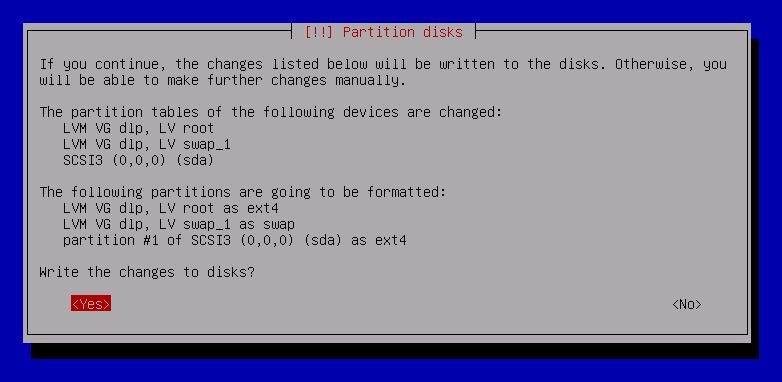 [!!] Partition disks
If you continue, the changes listed below will be written to the disks. Otherwise, you
will be able to make further changes manually.
The partition tables of the following devices are changed:
LVM VG dlp, LV root
LVM VG dlp, LV swap_1
SCSI3 (0,0,0) (sda)
The following partitions are going to be formatted:
LVM VG dlp, LV root as ext4
LVM VG dlp, LV swap_1 as swap
partition #1 of SCSI3 (0,0,0) (sda) as ext4
Write the changes to disks?
<Yes> <No>